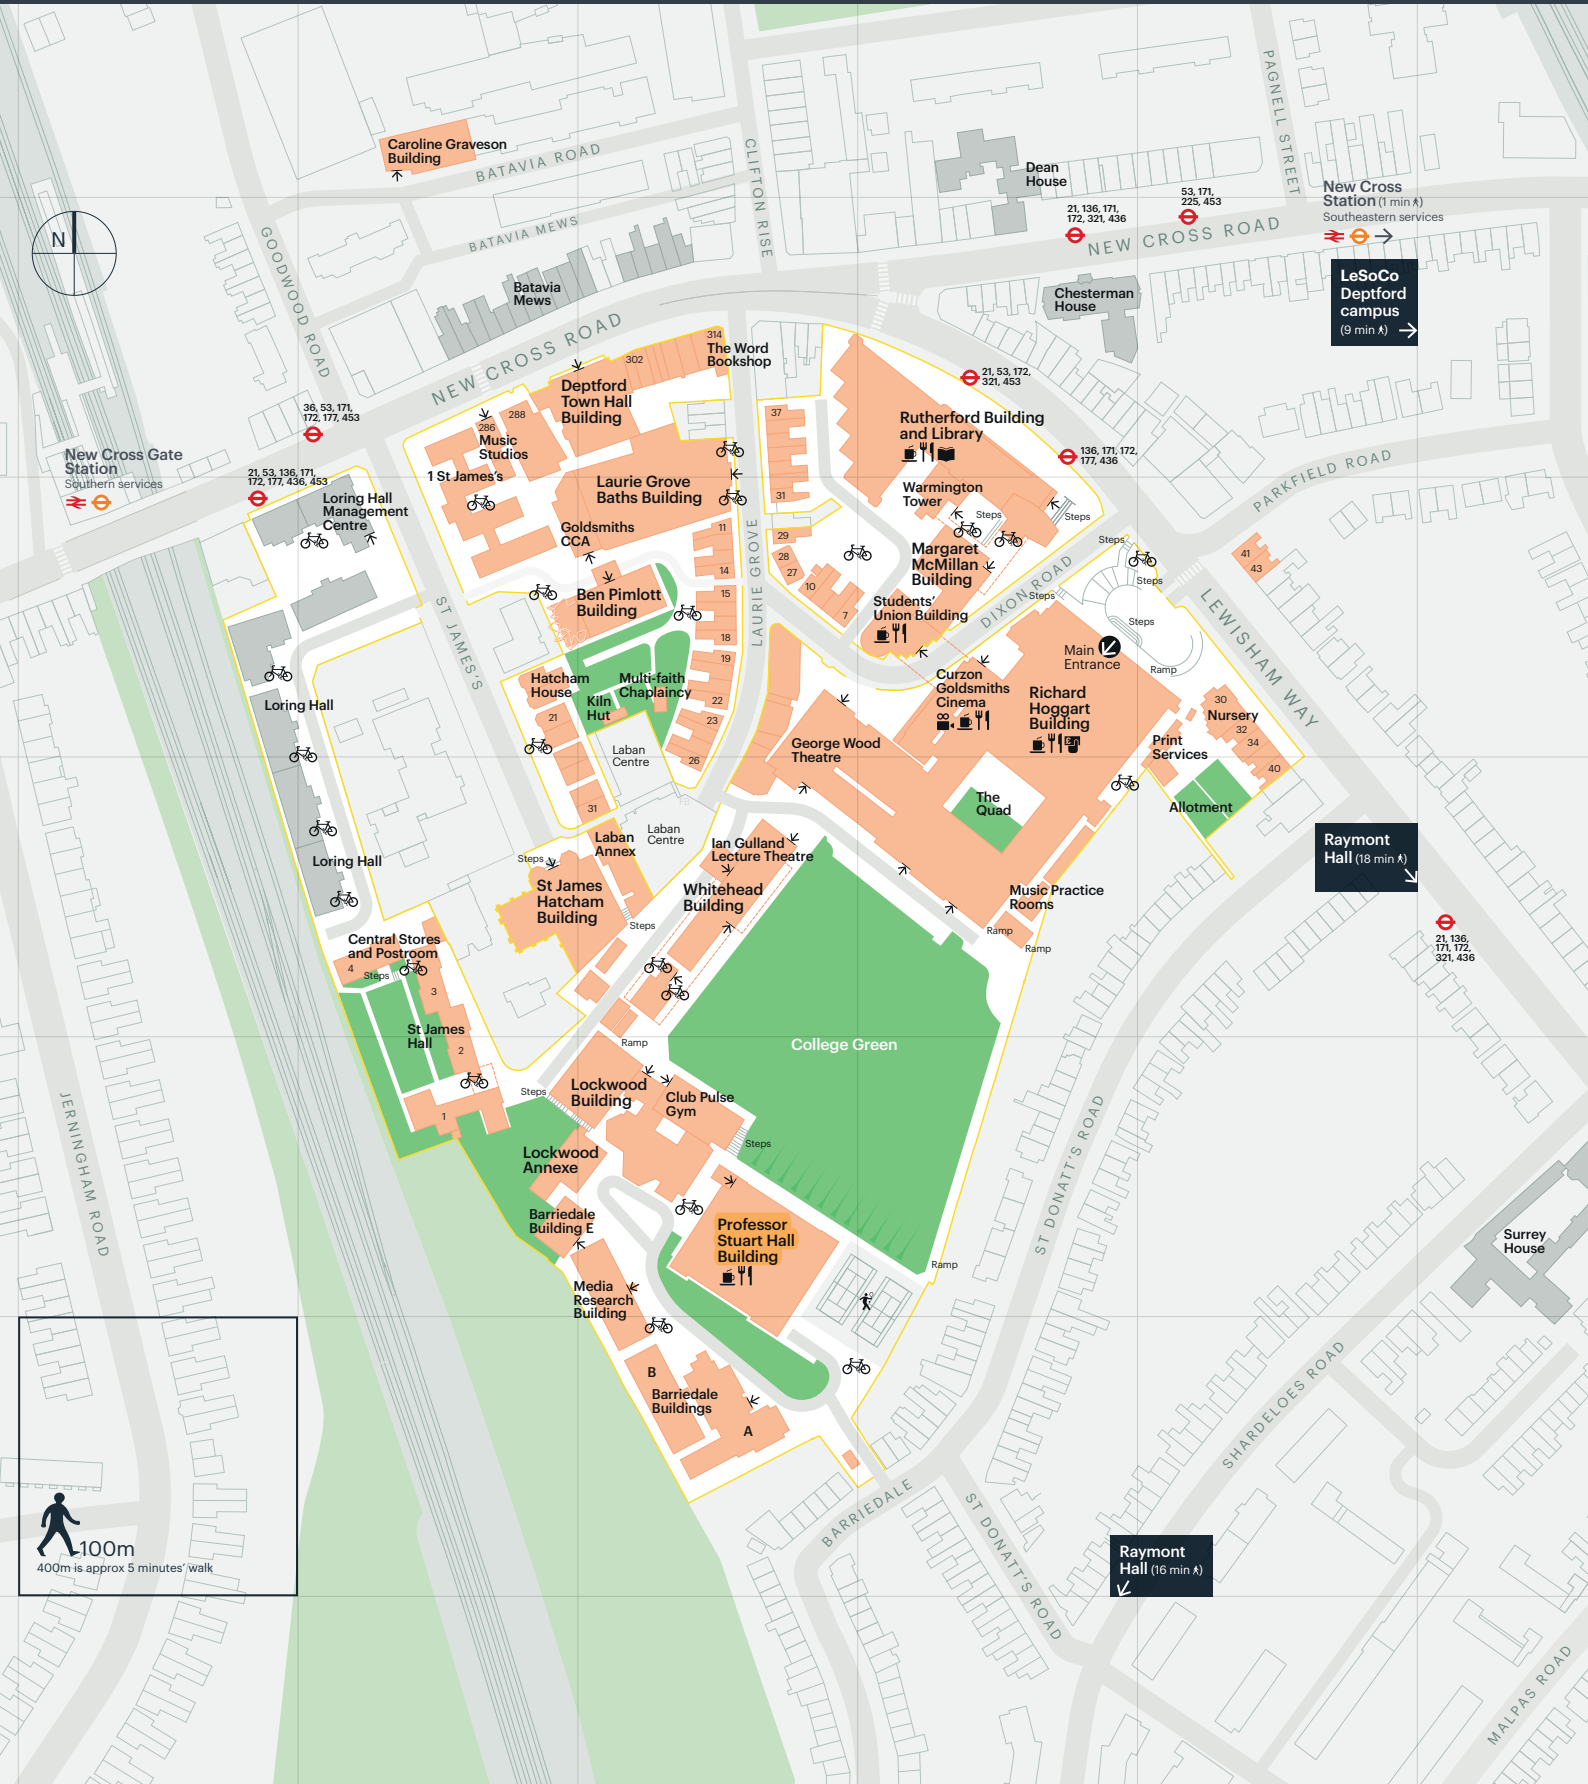 PAGNELL STREET
Caroline Graveson
Building
BATAVIA ROAD
CLIFTON RISE
Dean
House
New Cross
Station (1 min)
Southeastern services
53, 171,
225, 453
21, 136, 171,
172, 321, 436
NEW CROSS ROAD
N
GOODWOOD ROAD
BATAVIA MEWS
Batavia
Mews
Chesterman
House
LeSoCo
Deptford
campus
(9 min)
NEW CROSS ROAD
314
302
The Word
Bookshop
Deptford
Town Hall
Building
21, 53, 172,
321, 453
36, 53, 171,
172, 177, 453
288
286
Music
Studios
37
Rutherford Building
and Library
136, 171, 172,
177, 436
PARKFIELD ROAD
New Cross Gate
Station
Southern services
21, 53, 136, 171,
172, 177, 436, 453
Loring Hall
Management
Centre
1 St James's
Laurie Grove
Baths Building
31
Warmington
Tower
Steps
Steps
Goldsmiths
CCA
11
29
28
27
10
7
14
15
18
19
22
23
26
LAURIE GROVE
Margaret
McMillan
Building
Steps
Steps
Steps
Steps
41
43
DIXON ROAD
LEWISHAM WAY
Ben Pimlott
Building
Students'
Union Building
Main
Entrance
Ramp
ST JAMES'S
Hatcham
House
Kiln
Hut
Multi-faith
Chaplaincy
21
31
Curzon
Goldsmiths
Cinema
Richard
Hoggart
Building
30
Nursery
32
34
40
Print
Services
Allotment
Loring Hall
Laban
Centre
George Wood
Theatre
The
Quad
FB
Laban
Annex
Laban
Centre
Ian Gulland
Lecture Theatre
Loring Hall
Steps
St James
Hatcham
Building
Whitehead
Building
Steps
Music Practice
Rooms
Ramp
Ramp
Raymont
Hall (18 min)
21, 136,
171, 172,
321, 436
Central Stores
and Postroom
4
Steps
3
St James
Hall
2
1
Ramp
College Green
Steps
Lockwood
Building
Club Pulse
Gym
Steps
JERNINGHAM ROAD
ST DONATT'S ROAD
Lockwood
Annexe
Barriedale
Building E
Professor
Stuart Hall
Building
Ramp
Surrey
House
Media
Research
Building
B
Barriedale
Buildings
A
SHARDELOES ROAD
BARRIEDALE
ST DONATT'S ROAD
100m
400m is approx 5 minutes' walk
Raymont
Hall (16 min)
MALPAS ROAD